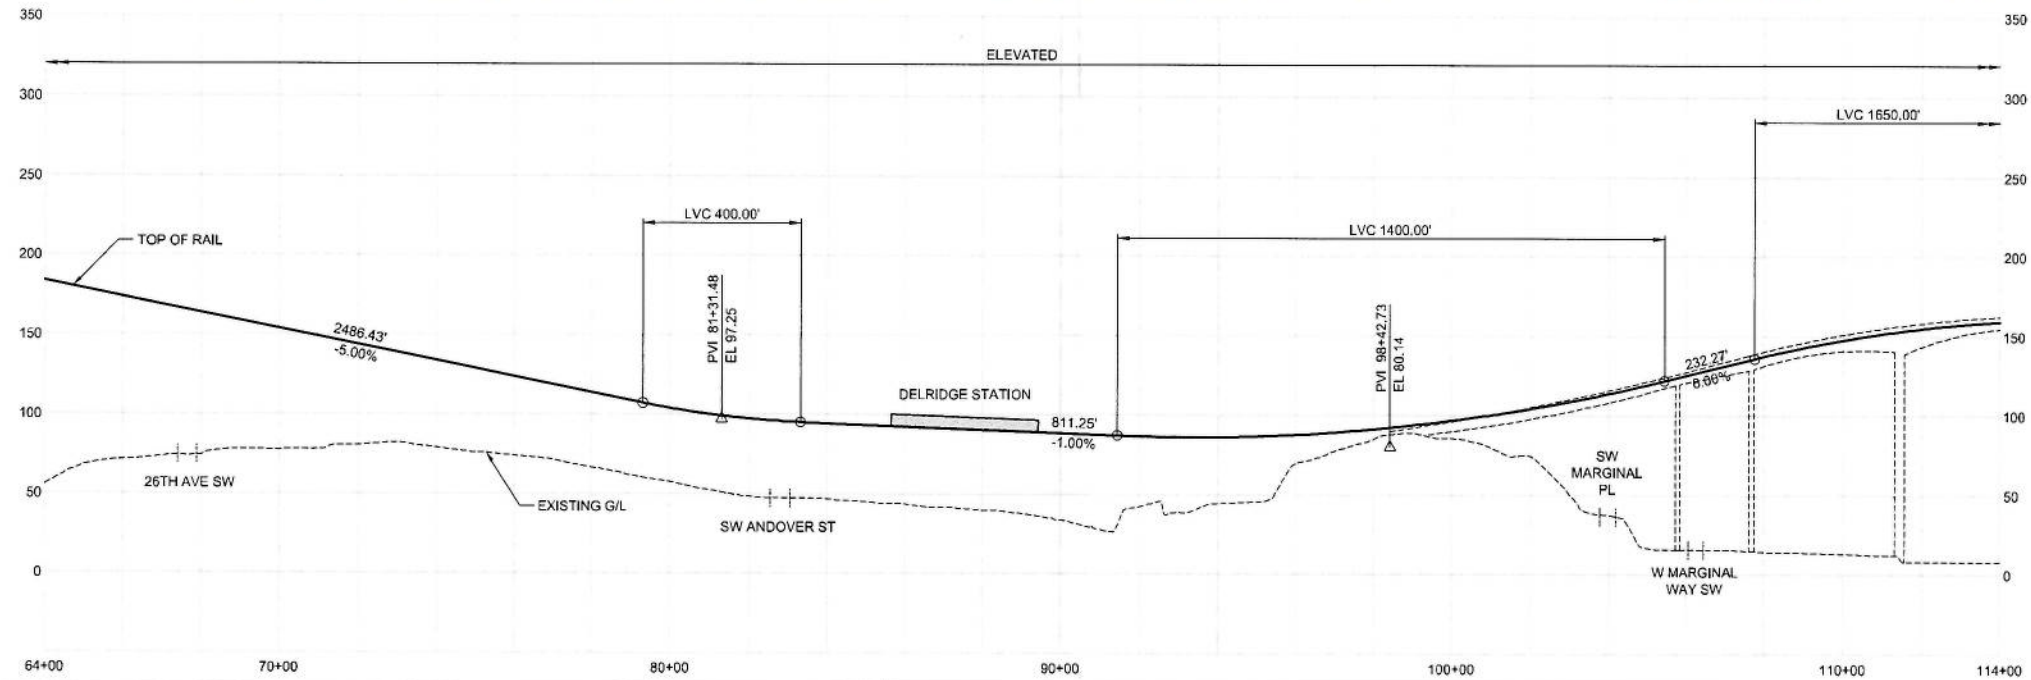 350
350
ELEVATED
300
300
LVC 1650.00'
250
250
LVC 400.00'
LVC 1400.00'
TOP OF RAIL
200
200
PVI 81+31.48
EL 97.25
PVI 98+42.73
EL 80.14
2486.43'
-5.00%
150
150
232.27'
6.00%
DELRIDGE STATION
811.25'
-1.00%
100
100
26TH AVE SW
EXISTING G/L
SW ANDOVER ST
SW
MARGINAL
PL
50
50
W MARGINAL
WAY SW
0
0
64+00
70+00
80+00
90+00
100+00
110+00
114+00